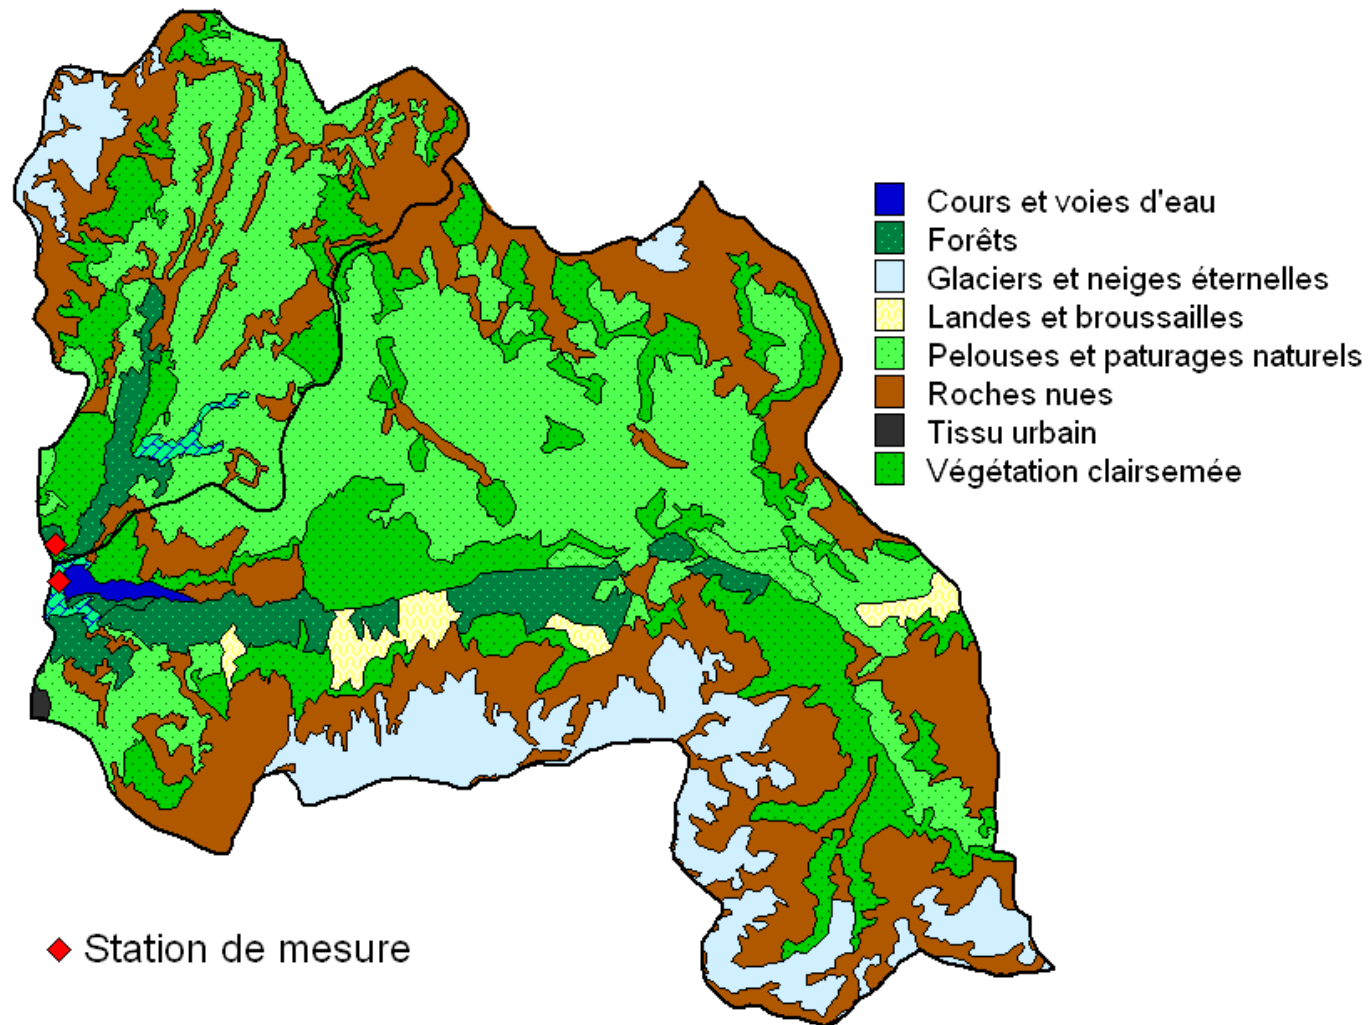 Cours et voies d'eau
Forêts
Glaciers et neiges éternelles
Landes et broussailles
Pelouses et paturages naturels
Roches nues
Tissu urbain
Végétation clairsemée
Station de mesure